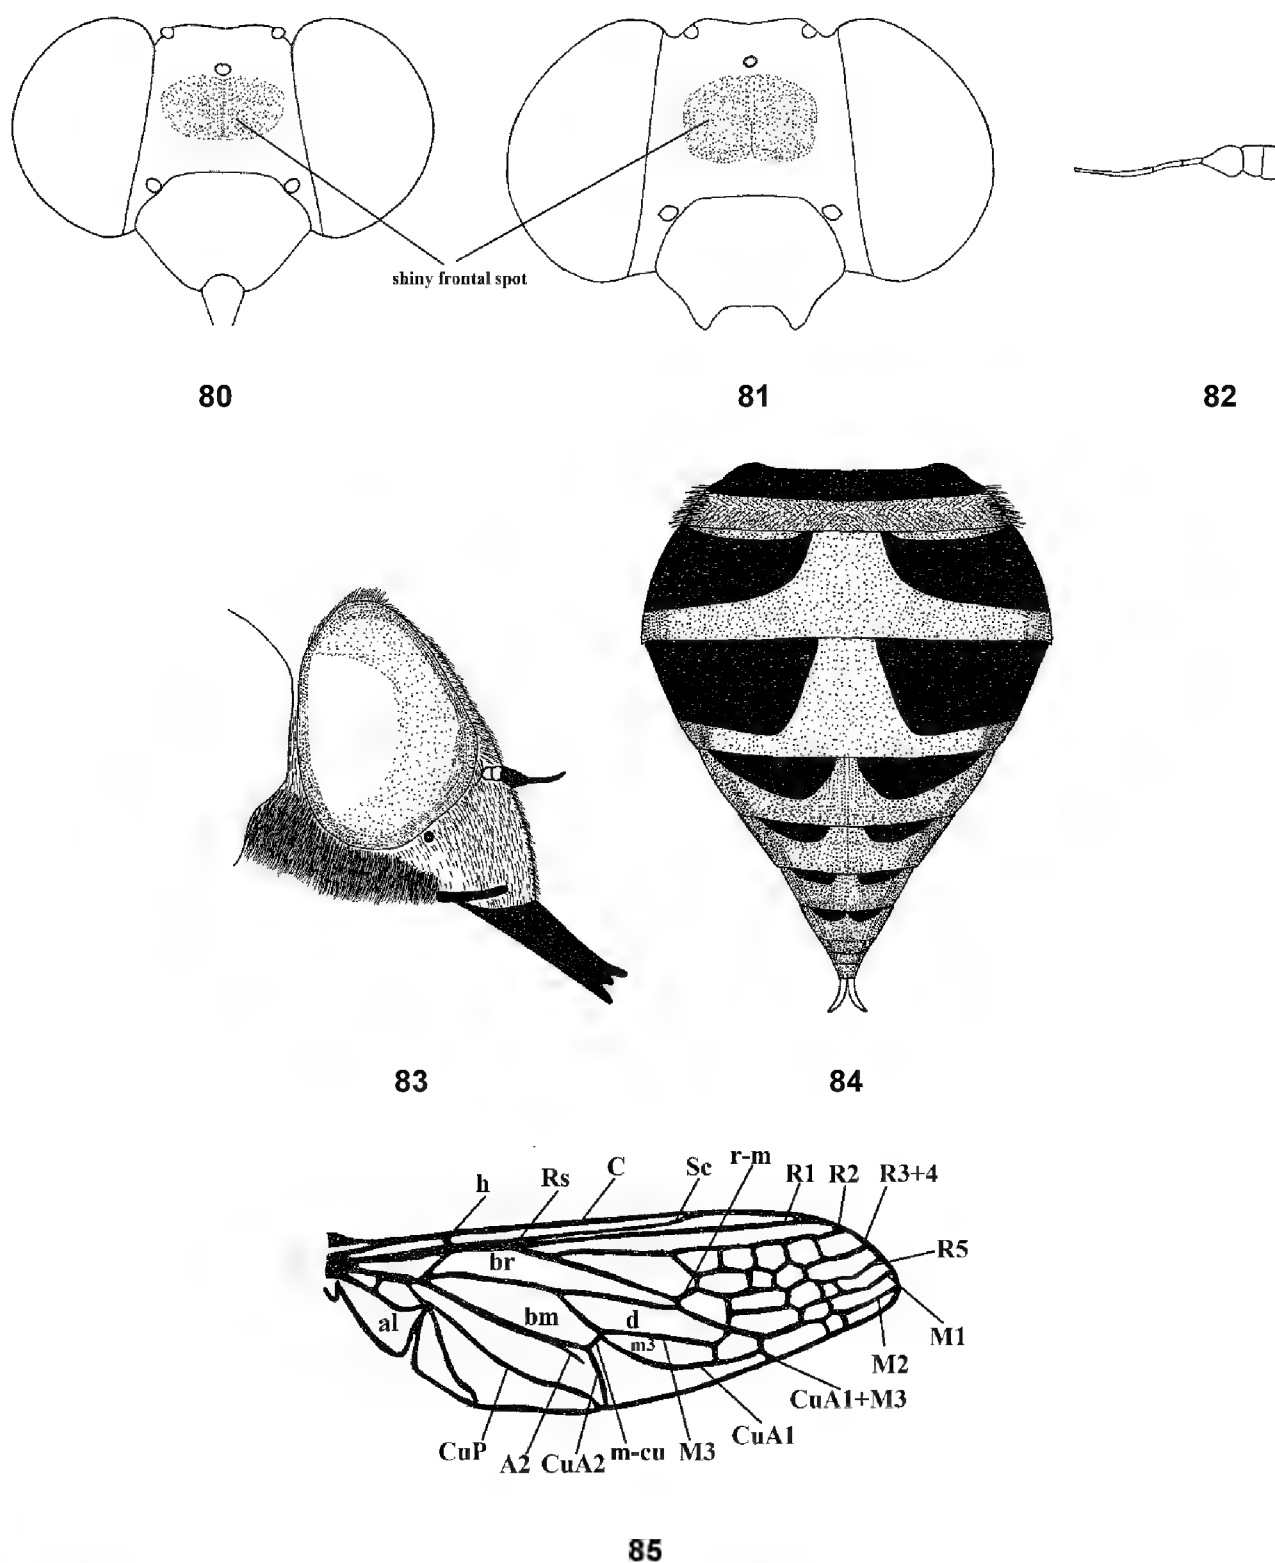 shiny frontal spot
80
81
82
83
84
h
Rs
C
Sc
r-m
R1
R2
R3+4
R5
br
bm
d
m3
al
M1
M2
CuA1+M3
CuA1
CuP
A2
CuA2
m-cu
M3
85